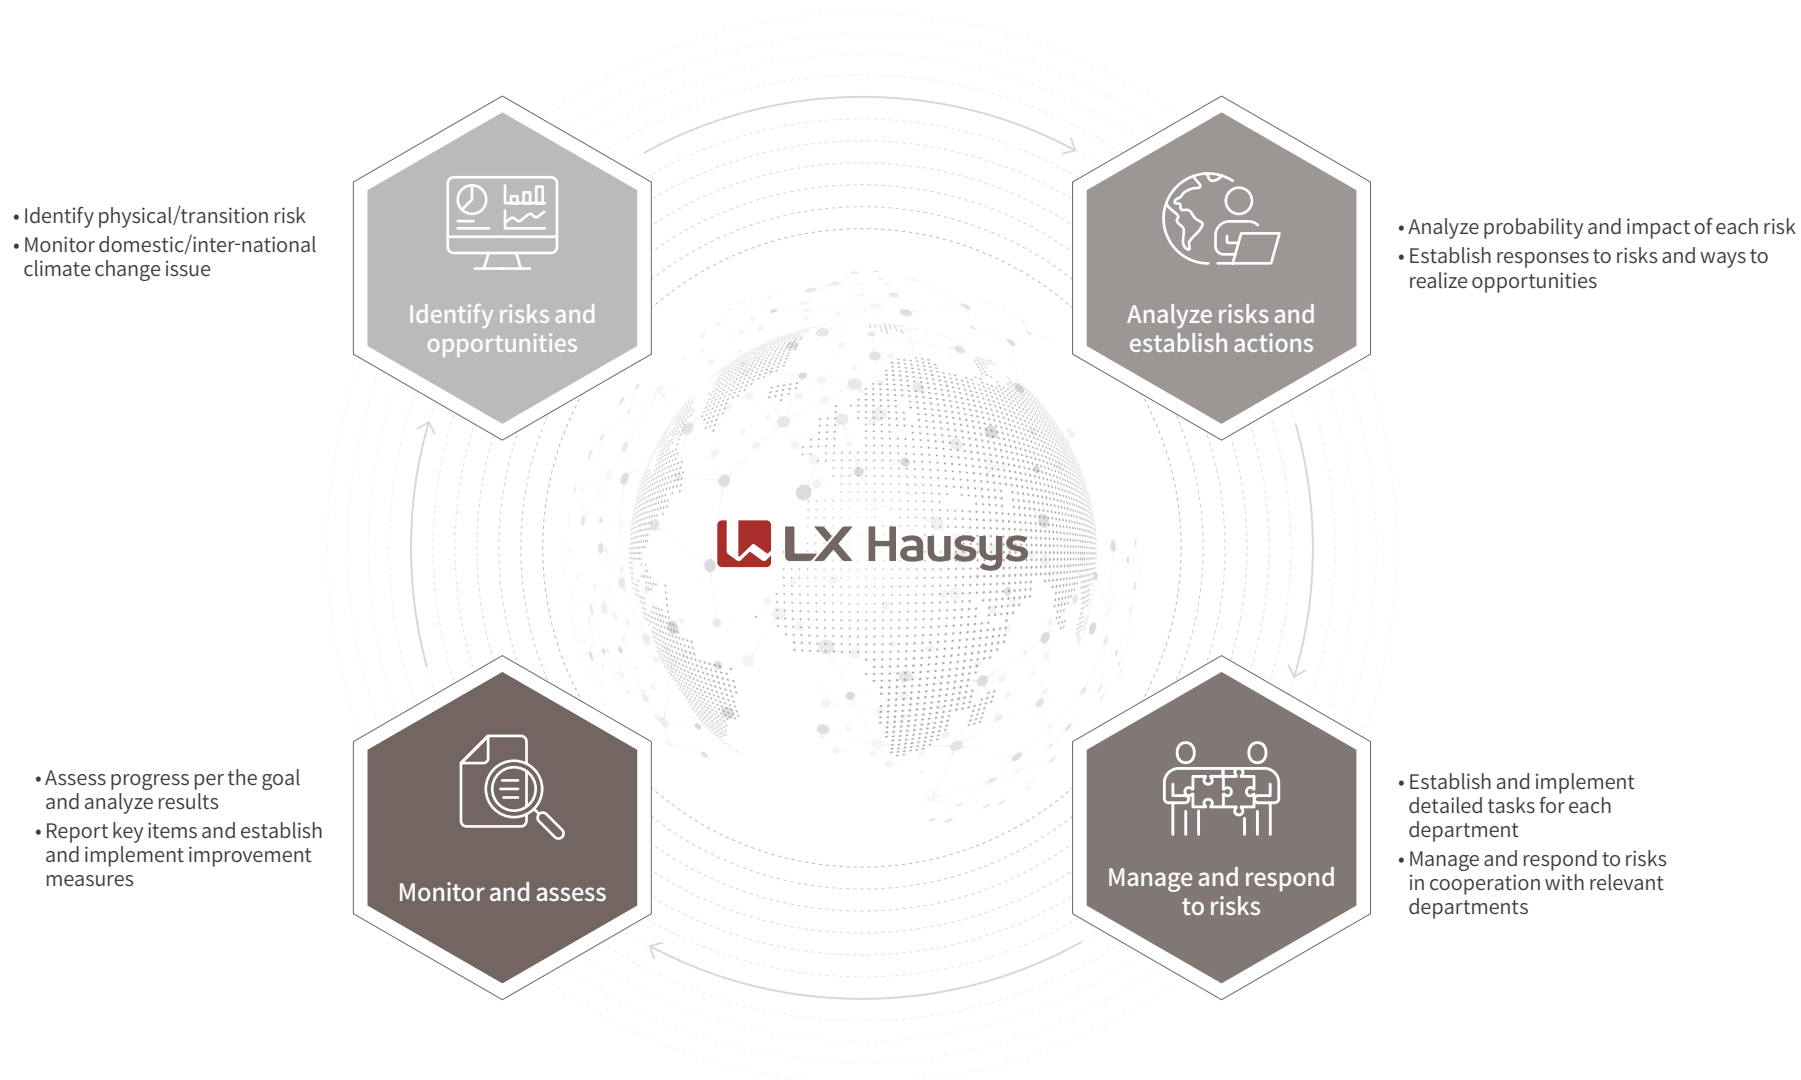 • Identify physical/transition risk
• Monitor domestic/inter-national
climate change issue
Identify risks and
opportunities
Analyze risks and
establish actions
• Analyze probability and impact of each risk
• Establish responses to risks and ways to
realize opportunities
LX Hausys
• Assess progress per the goal
and analyze results
• Report key items and establish
and implement improvement
measures
Monitor and assess
Manage and respond
to risks
• Establish and implement
detailed tasks for each
department
• Manage and respond to risks
in cooperation with relevant
departments